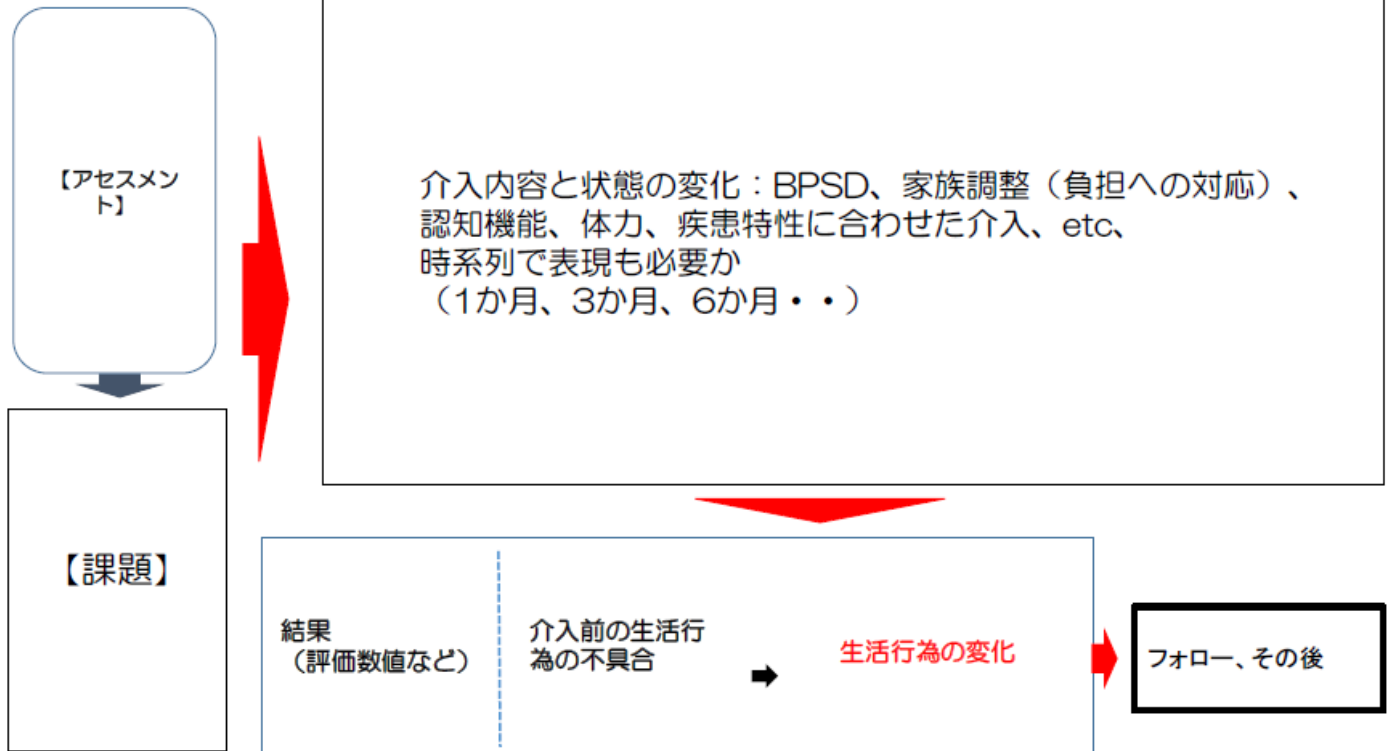 【アセスメン
ト】
介入内容と状態の変化：BPSD、家族調整（負担への対応）、
認知機能、体力、疾患特性に合わせた介入、etc、
時系列で表現も必要か
（1か月、3か月、6か月・・）
【課題】
結果
（評価数値など）
介入前の生活行
為の不具合
➡
生活行為の変化
フォロー、その後